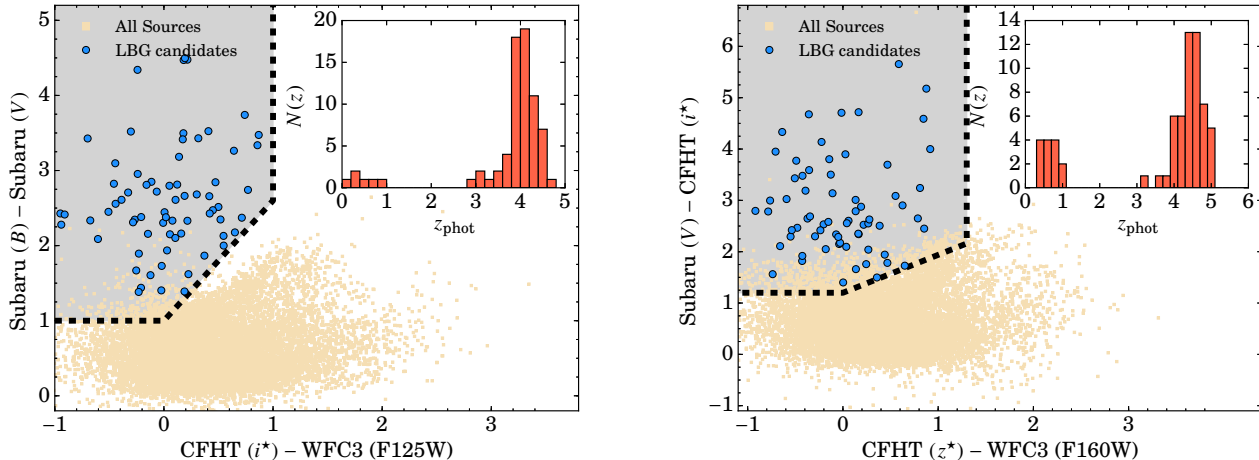 All Sources
LBG candidates
Subaru (B) – Subaru (V)
5
4
3
2
1
0
−1 0 1 2 3
CFHT (i⋆) – WFC3 (F125W)
N(z)
20
15
10
5
0
0 1 2 3 4 5
z_phot
All Sources
LBG candidates
Subaru (V) – CFHT (i⋆)
6
5
4
3
2
1
0
−1
−1 0 1 2 3
CFHT (z⋆) – WFC3 (F160W)
N(z)
14
12
10
8
6
4
2
0
0 1 2 3 4 5 6
z_phot